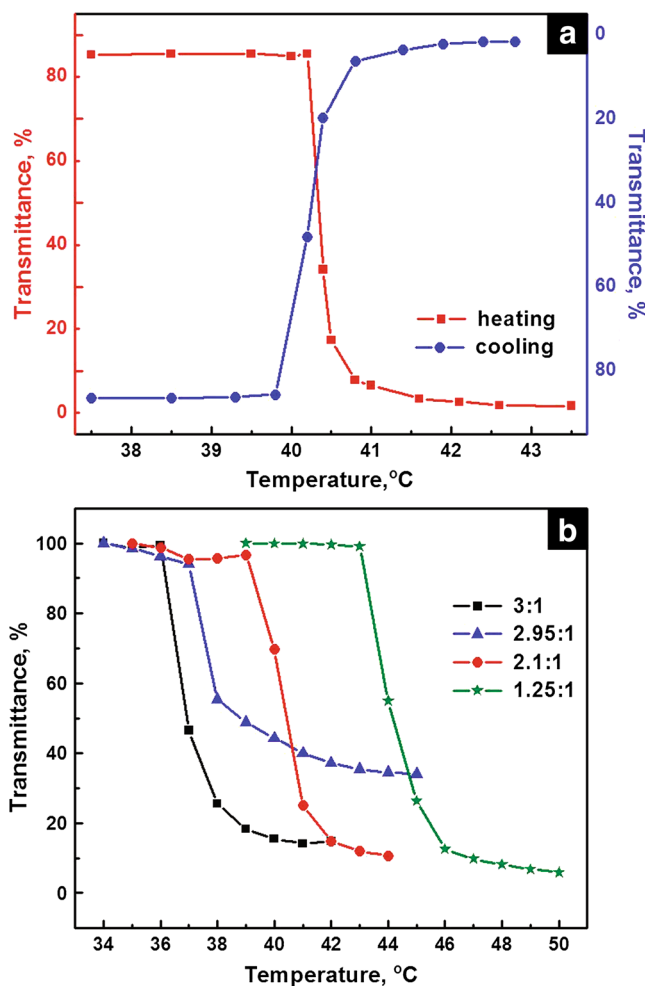 a
80
60
40
20
0
Transmittance, %
0
20
40
60
80
Transmittance, %
heating
cooling
38 39 40 41 42 43
Temperature,ºC
b
100
80
60
40
20
0
Transmittance, %
3:1
2.95:1
2.1:1
1.25:1
34 36 38 40 42 44 46 48 50
Temperature, ºC